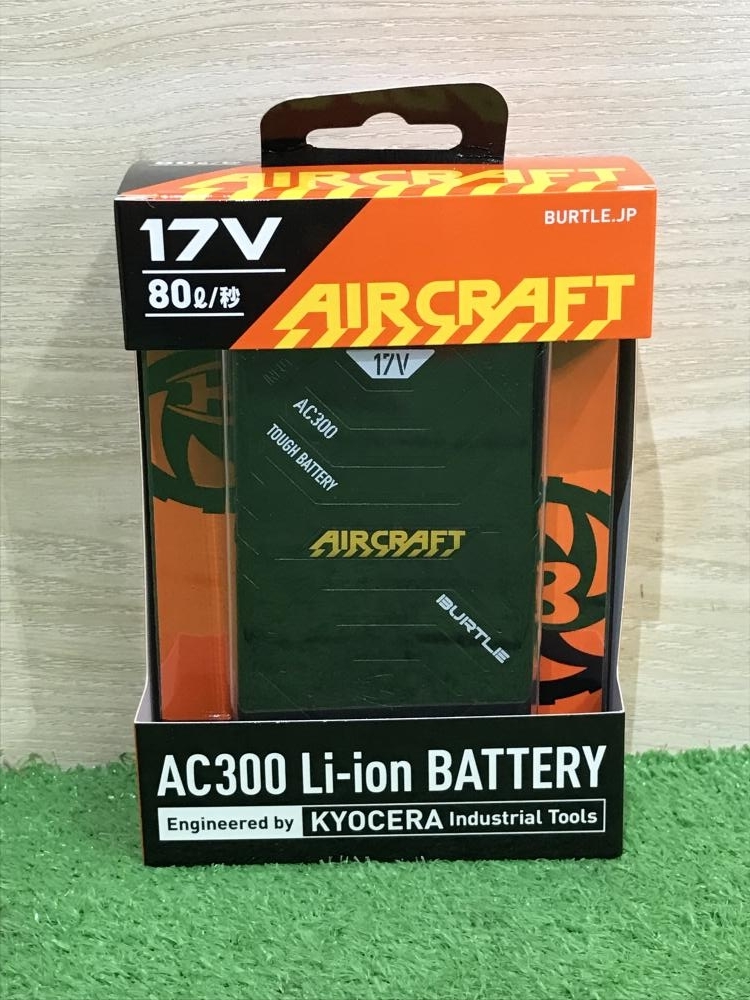 AIRCRAFT
17V
80ℓ/秒
BURTLE.JP
AIRCRAFT
17V
AC300
TOUGH BATTERY
AIRCRAFT
BURTLE
AC300 Li-ion BATTERY
Engineered by KYOCERA Industrial Tools